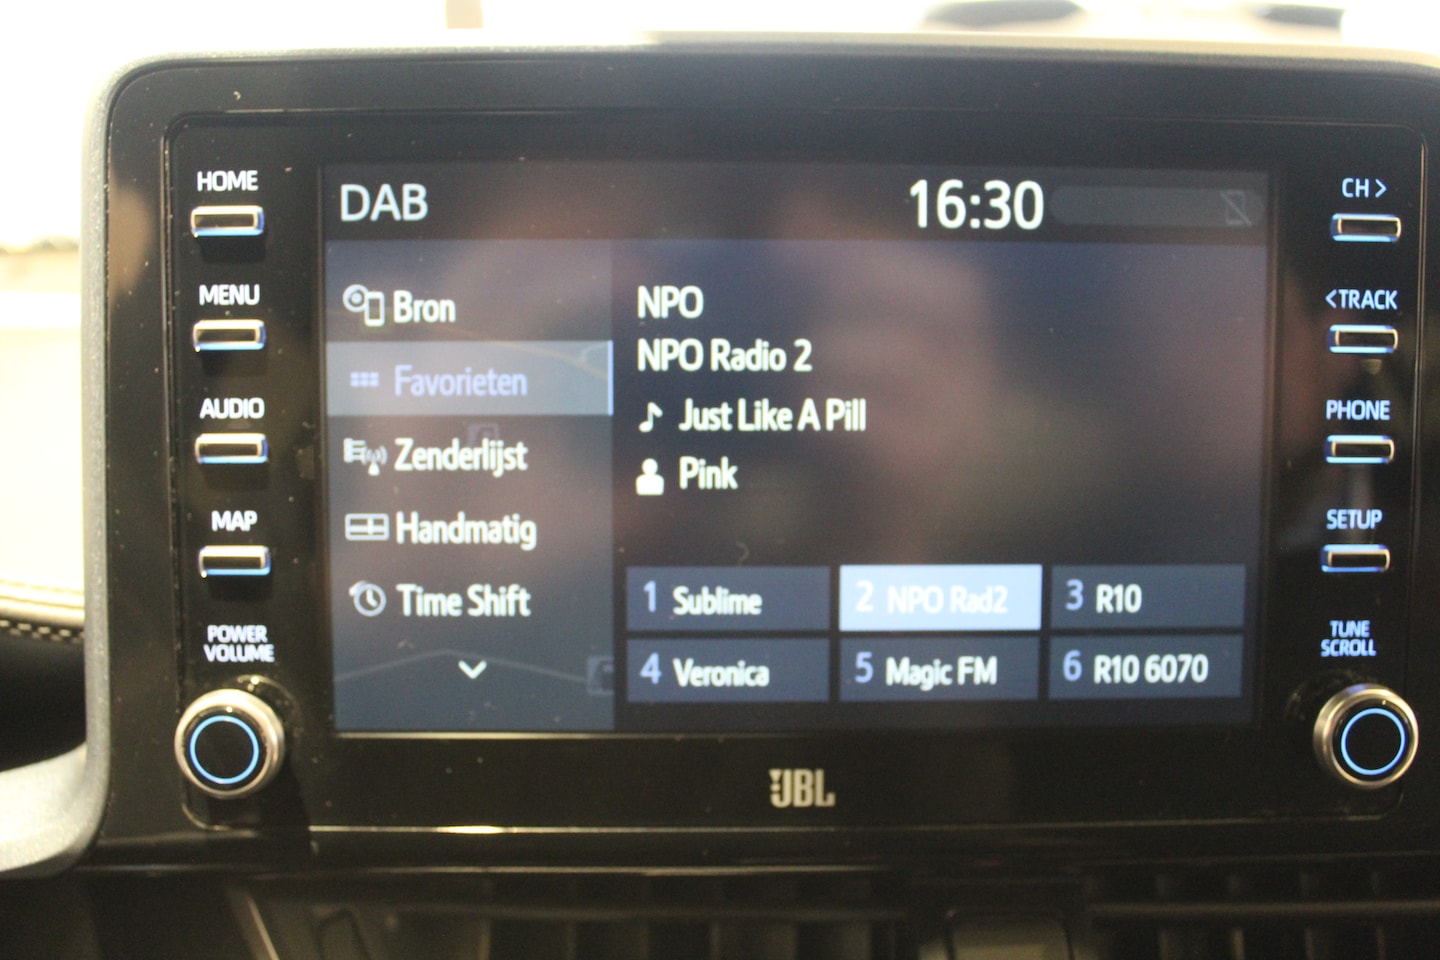 HOME
MENU
AUDIO
MAP
POWER
VOLUME
DAB
16:30
Bron
Favorieten
Zenderlijst
Handmatig
Time Shift
NPO
NPO Radio 2
Just Like A Pill
Pink
1 Sublime
2 NPO Rad2
3 R10
4 Veronica
5 Magic FM
6 R10 6070
JBL
CH >
<TRACK
PHONE
SETUP
TUNE
SCROLL